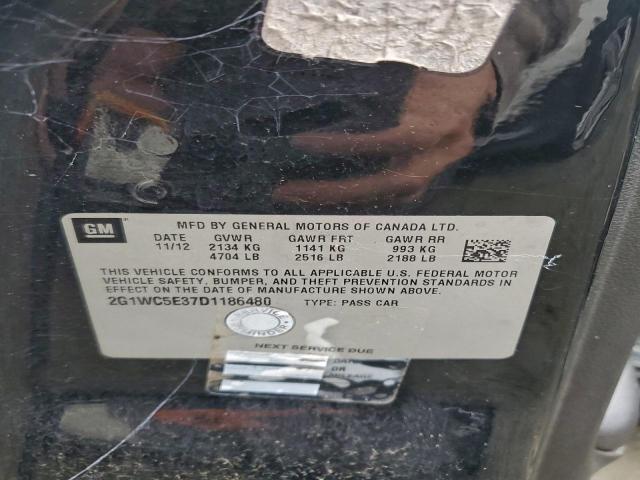 GM
MFD BY GENERAL MOTORS OF CANADA LTD.
DATE GVWR GAWR FRT GAWR RR
11/12 2134 KG 1141 KG 993 KG
4704 LB 2516 LB 2188 LB
THIS VEHICLE CONFORMS TO ALL APPLICABLE U.S. FEDERAL MOTOR
VEHICLE SAFETY, BUMPER, AND THEFT PREVENTION STANDARDS IN
EFFECT ON THE DATE OF MANUFACTURE SHOWN ABOVE.
2G1WC5E37D1186480 TYPE: PASS CAR
NEXT SERVICE DUE
DATE
OR
MILEAGE